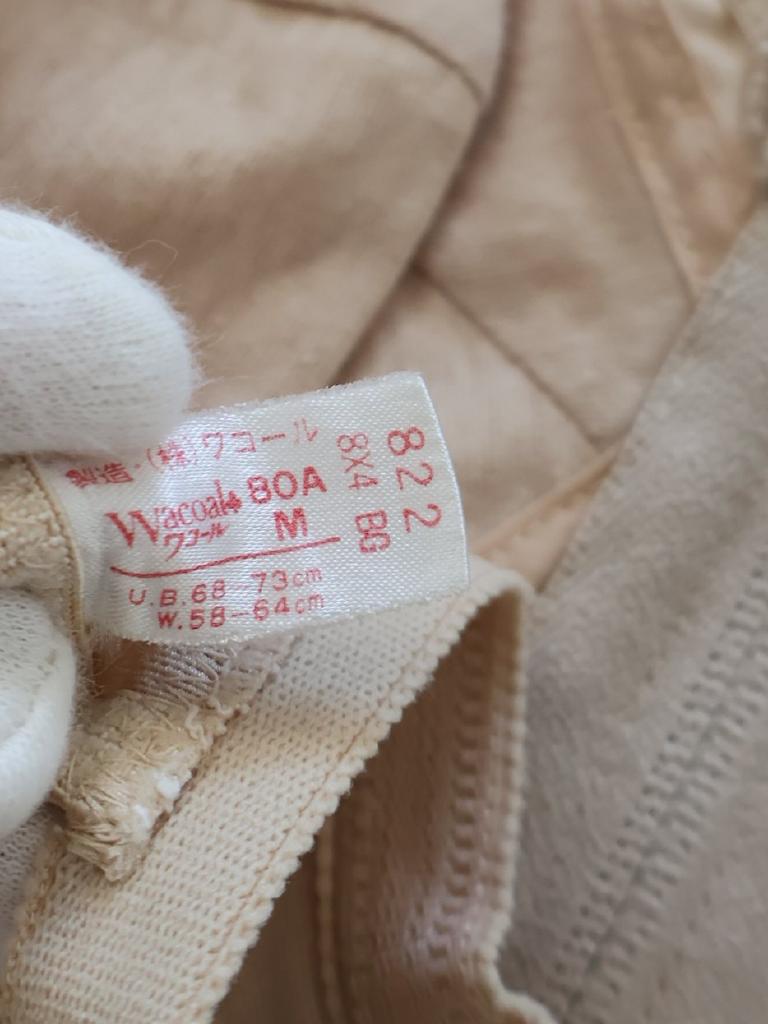 製造・(株)ワコール
Wacoal 80A
ワコール M
U.B.68-73cm
W.58-64cm
822
8X4 BG